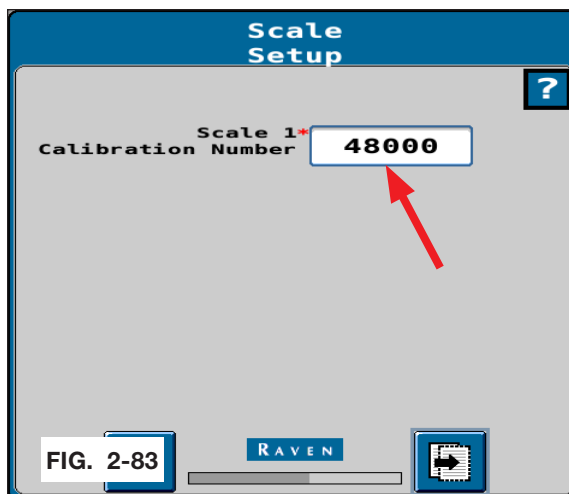 Scale
Setup
?
Scale 1*
Calibration Number
48000
RAVEN
FIG. 2-83